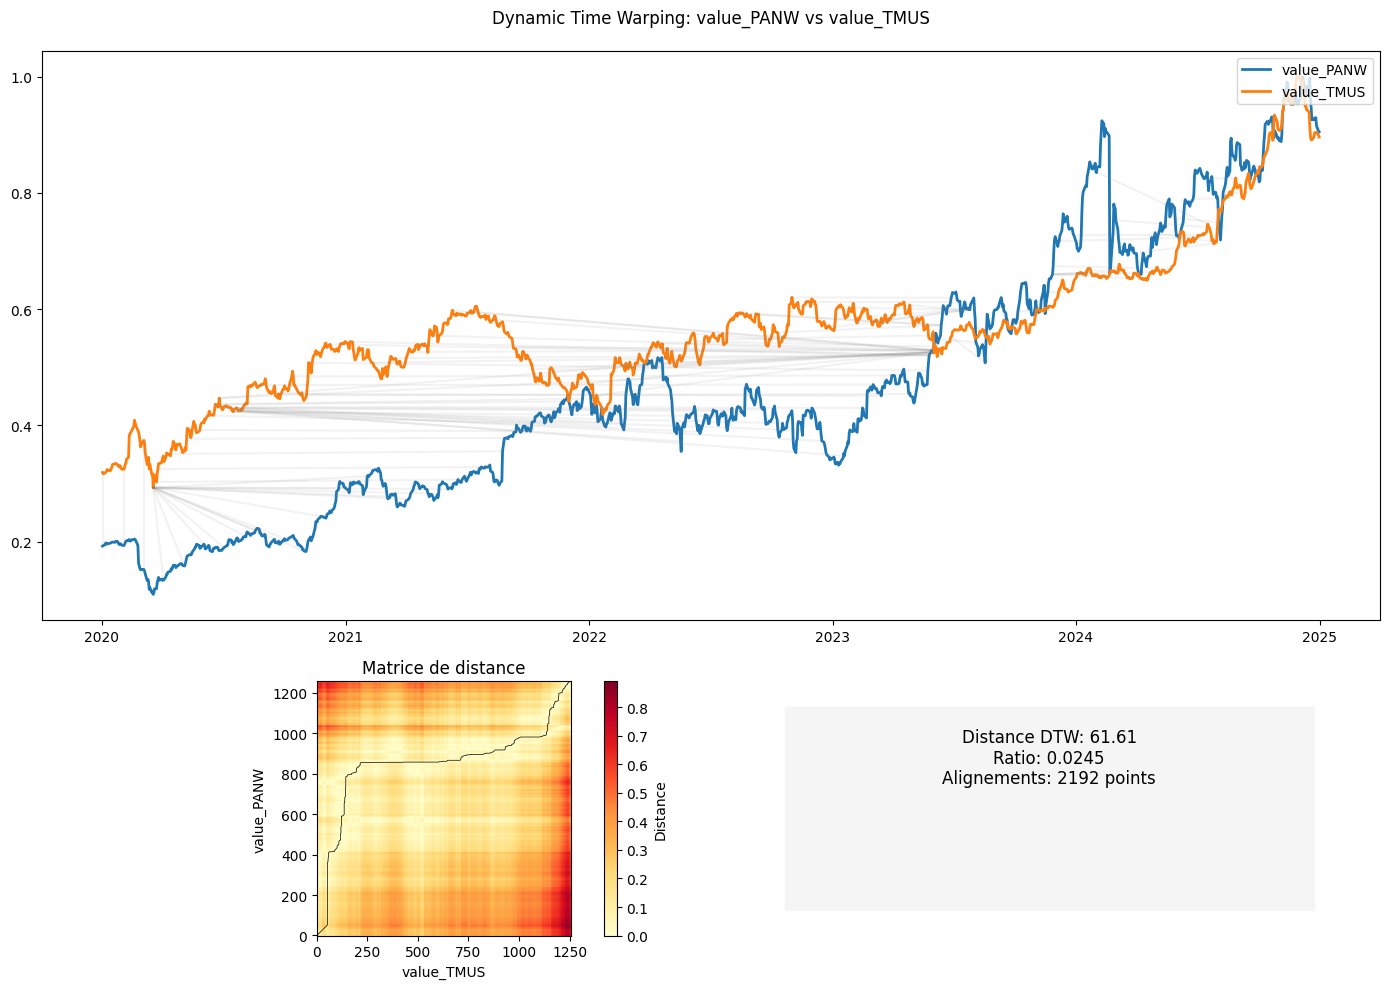 Dynamic Time Warping: value_PANW vs value_TMUS
value_PANW
value_TMUS
1.0
0.8
0.6
0.4
0.2
2020 2021 2022 2023 2024 2025
Matrice de distance
value_PANW
1200
1000
800
600
400
200
0
0 250 500 750 1000 1250
value_TMUS
0.8
0.7
0.6
0.5
0.4
0.3
0.2
0.1
0.0
Distance
Distance DTW: 61.61
Ratio: 0.0245
Alignements: 2192 points